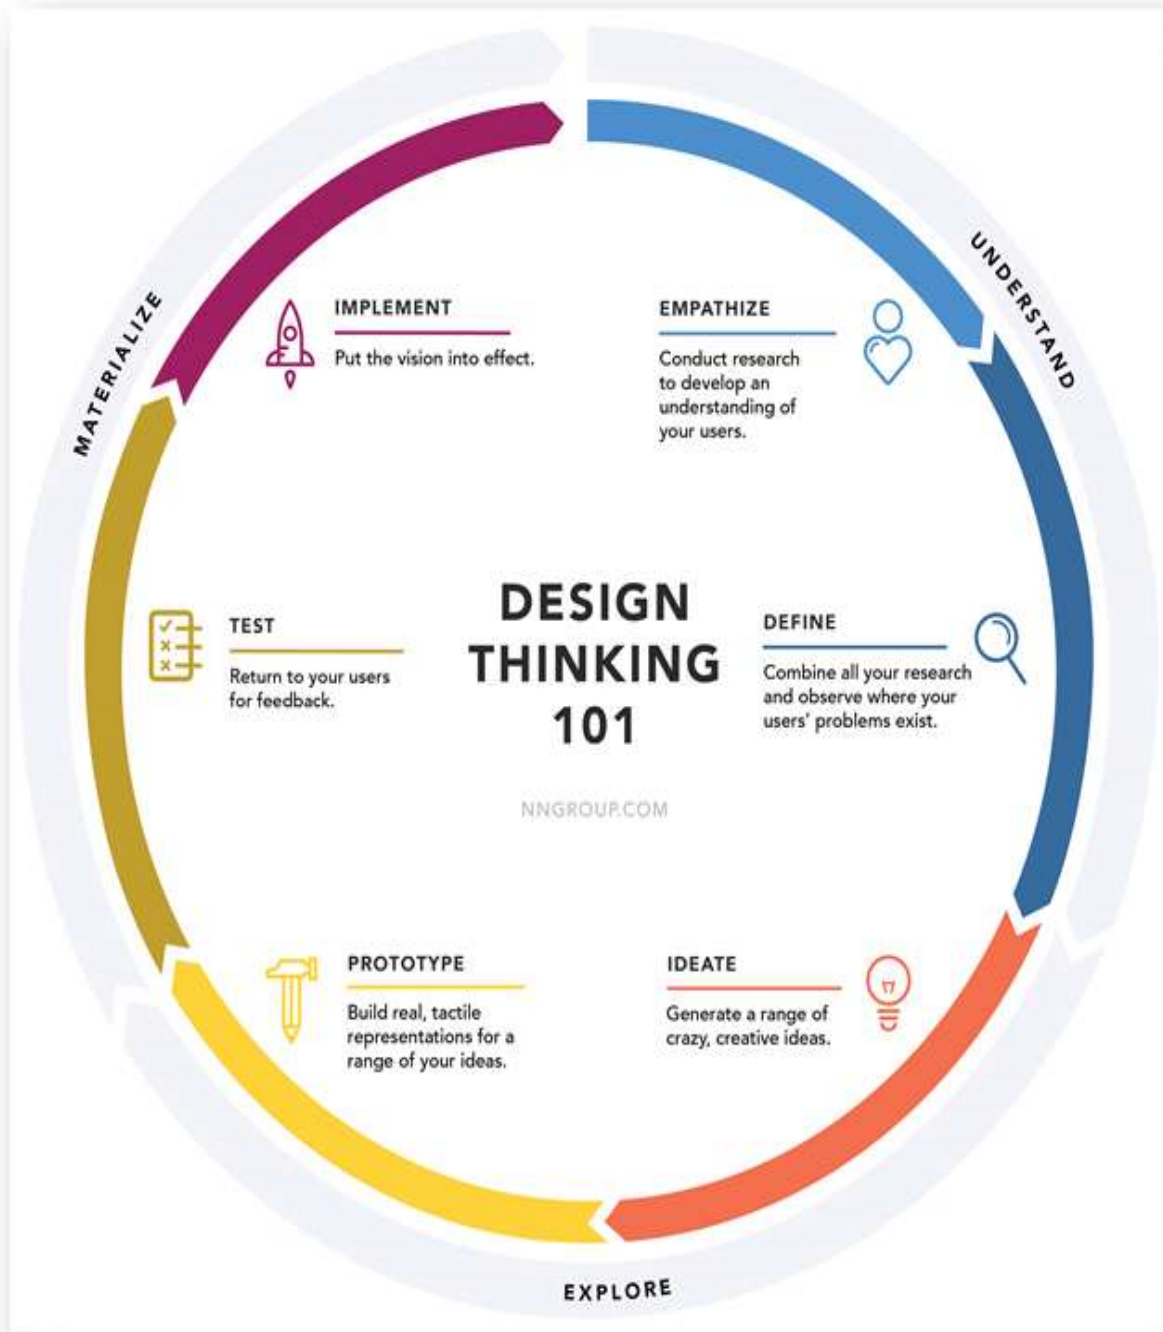 DESIGN
THINKING
101
NNGROUP.COM
UNDERSTAND
EMPATHIZE
Conduct research
to develop an
understanding of
your users.
DEFINE
Combine all your research
and observe where your
users' problems exist.
EXPLORE
IDEATE
Generate a range of
crazy, creative ideas.
PROTOTYPE
Build real, tactile
representations for a
range of your ideas.
MATERIALIZE
TEST
Return to your users
for feedback.
IMPLEMENT
Put the vision into effect.